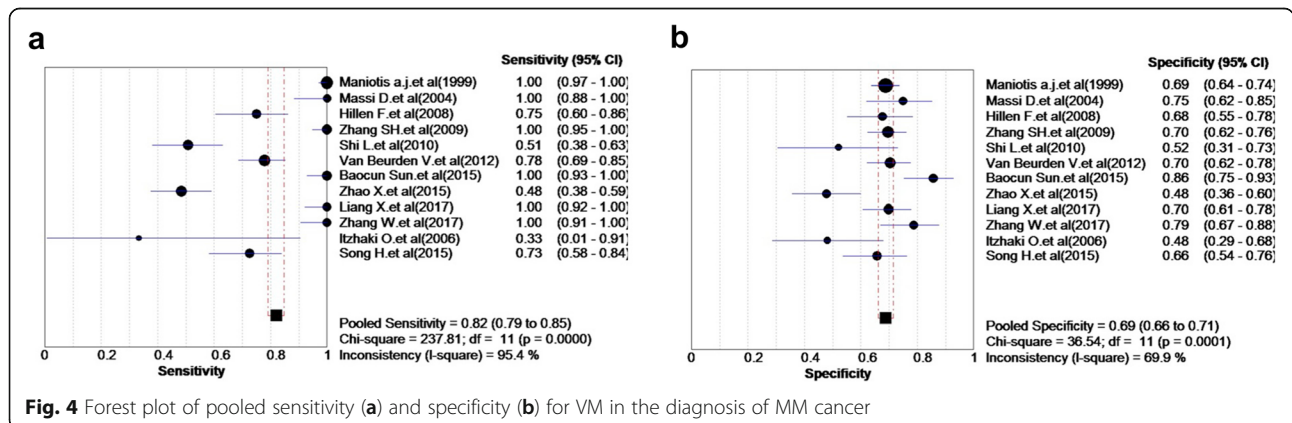 a
Sensitivity (95% CI)
Maniotis a.j.et al(1999) 1.00 (0.97 - 1.00)
Massi D.et al(2004) 1.00 (0.88 - 1.00)
Hillen F.et al(2008) 0.75 (0.60 - 0.86)
Zhang SH.et al(2009) 1.00 (0.95 - 1.00)
Shi L.et al(2010) 0.51 (0.38 - 0.63)
Van Beurden V.et al(2012) 0.78 (0.69 - 0.85)
Baocun Sun.et al(2015) 1.00 (0.93 - 1.00)
Zhao X.et al(2015) 0.48 (0.38 - 0.59)
Liang X.et al(2017) 1.00 (0.92 - 1.00)
Zhang W.et al(2017) 1.00 (0.91 - 1.00)
Itzhaki O.et al(2006) 0.33 (0.01 - 0.91)
Song H.et al(2015) 0.73 (0.58 - 0.84)
Pooled Sensitivity = 0.82 (0.79 to 0.85)
Chi-square = 237.81; df = 11 (p = 0.0000)
Inconsistency (I-square) = 95.4 %
0 0.2 0.4 0.6 0.8 1
Sensitivity
b
Specificity (95% CI)
Maniotis a.j.et al(1999) 0.69 (0.64 - 0.74)
Massi D.et al(2004) 0.75 (0.62 - 0.85)
Hillen F.et al(2008) 0.68 (0.55 - 0.78)
Zhang SH.et al(2009) 0.70 (0.62 - 0.76)
Shi L.et al(2010) 0.52 (0.31 - 0.73)
Van Beurden V.et al(2012) 0.70 (0.62 - 0.78)
Baocun Sun.et al(2015) 0.86 (0.75 - 0.93)
Zhao X.et al(2015) 0.48 (0.36 - 0.60)
Liang X.et al(2017) 0.70 (0.61 - 0.78)
Zhang W.et al(2017) 0.79 (0.67 - 0.88)
Itzhaki O.et al(2006) 0.48 (0.29 - 0.68)
Song H.et al(2015) 0.66 (0.54 - 0.76)
Pooled Specificity = 0.69 (0.66 to 0.71)
Chi-square = 36.54; df = 11 (p = 0.0001)
Inconsistency (I-square) = 69.9 %
0 0.2 0.4 0.6 0.8 1
Specificity
Fig. 4 Forest plot of pooled sensitivity (a) and specificity (b) for VM in the diagnosis of MM cancer